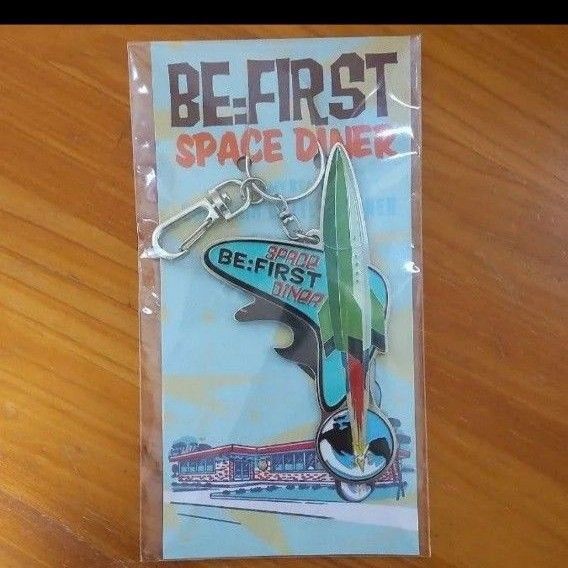 BE:FIRST
SPACE DINER
SPACE
BE:FIRST
DINER